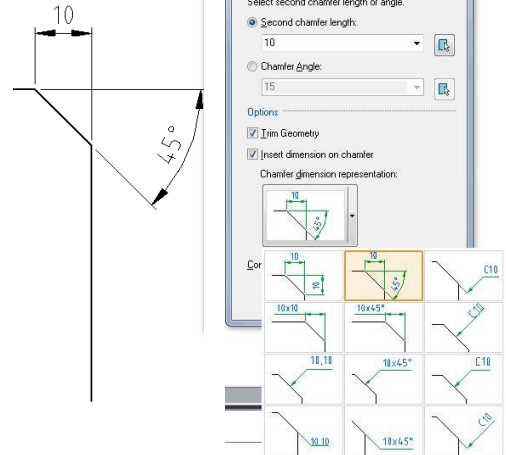 10
45°
Select second chamfer length or angle.
Second chamfer length:
10
Chamfer Angle:
15
Options
Trim Geometry
Insert dimension on chamfer
Chamfer dimension representation:
10
45°
Cor
10
10
10
45°
C10
10x10
10x45°
C10
10,10
10x45°
C10
10,10
10x45°
C10